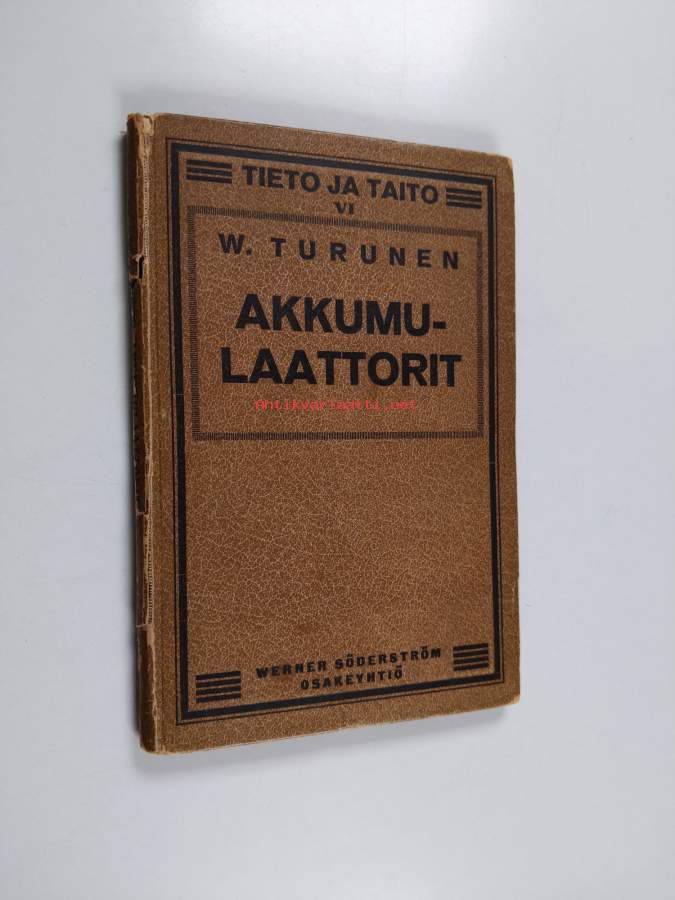 TIETO JA TAITO
VI
W. TURUNEN
AKKUMU-
LAATTORIT
Antikvariaatti.net
WERNER SÖDERSTRÖM
OSAKEYHTIÖ